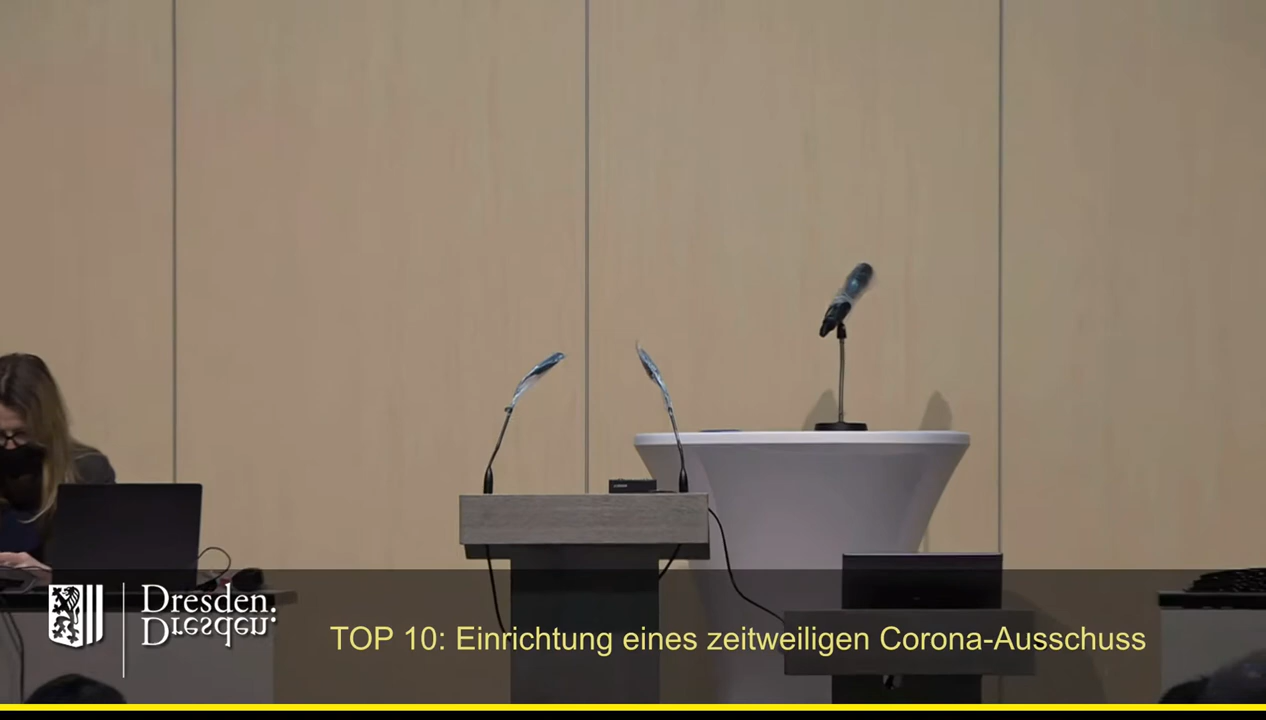 Dresden.
Dresden.
TOP 10: Einrichtung eines zeitweiligen Corona-Ausschuss